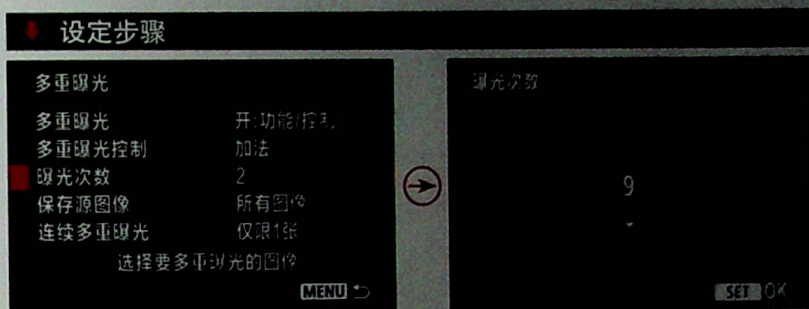 设定步骤
多重曝光
多重曝光 开:功能/控制
多重曝光控制 加法
曝光次数 2
保存源图像 所有图像
连续多重曝光 仅限1张
选择要多重曝光的图像
MENU
曝光次数
9
SET OK